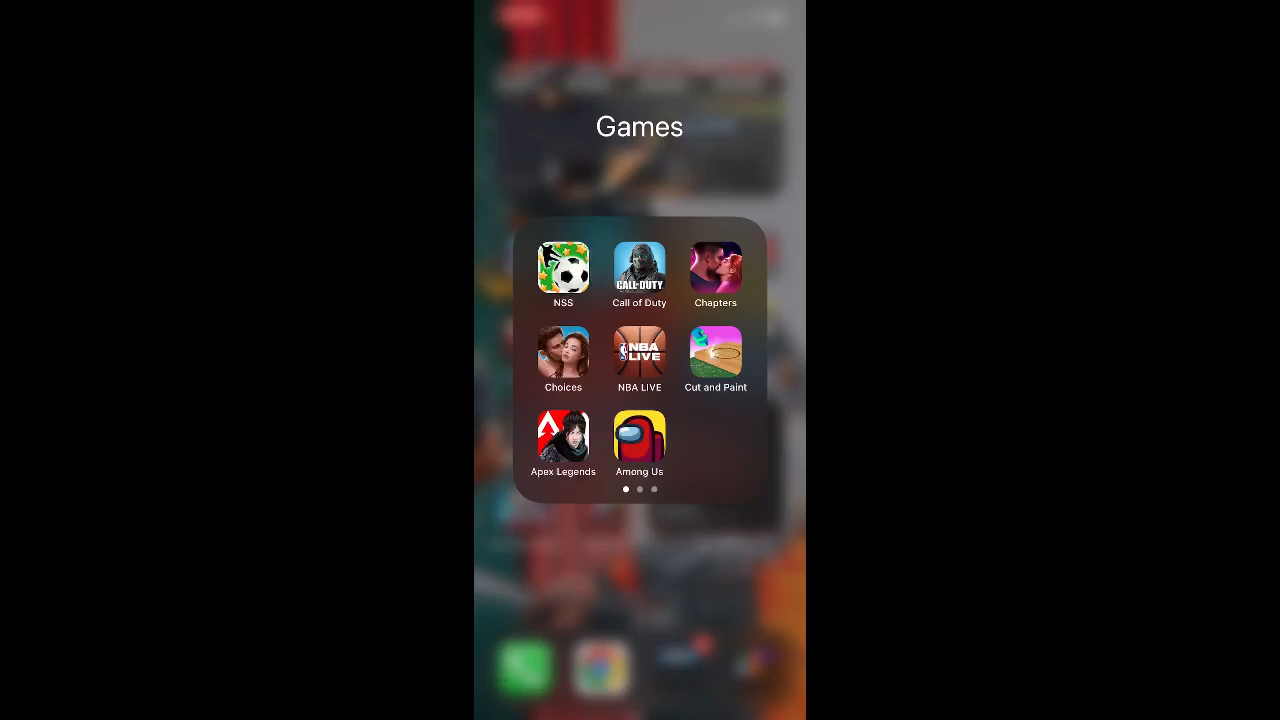 Games
CALL OF DUTY
NSS
Call of Duty
Chapters
NBA
LIVE
Choices
NBA LIVE
Cut and Paint
Apex Legends
Among Us